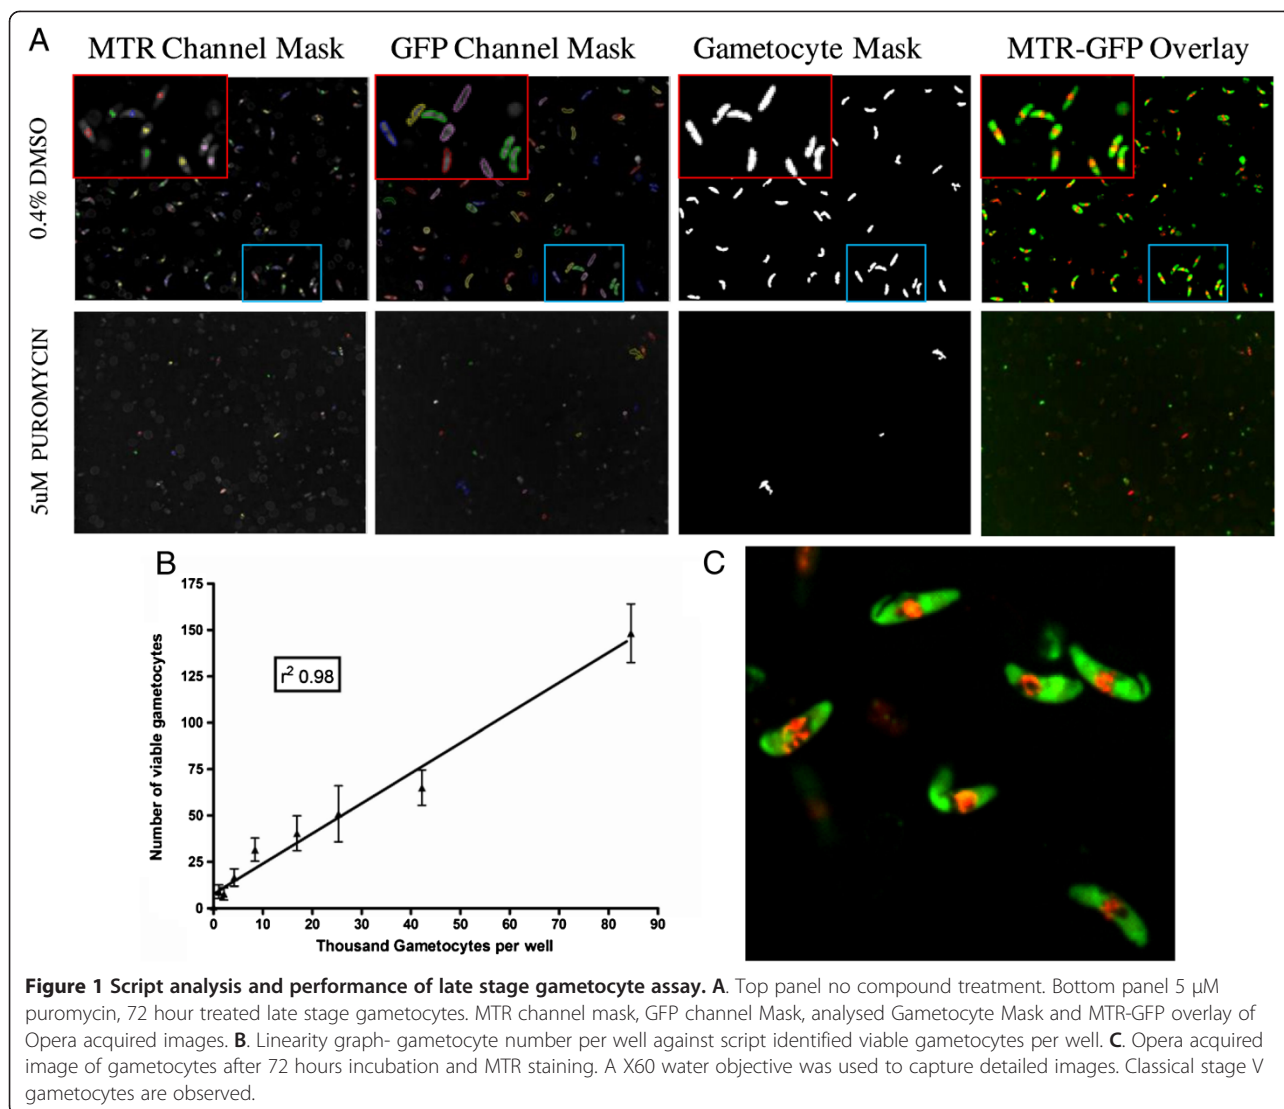 A
MTR Channel Mask
GFP Channel Mask
Gametocyte Mask
MTR-GFP Overlay
0.4% DMSO
5uM PUROMYCIN
B
175
150
125
100
75
50
25
0
Number of viable gametocytes
r² 0.98
0 10 20 30 40 50 60 70 80 90
Thousand Gametocytes per well
C
Figure 1 Script analysis and performance of late stage gametocyte assay. A. Top panel no compound treatment. Bottom panel 5 μM
puromycin, 72 hour treated late stage gametocytes. MTR channel mask, GFP channel Mask, analysed Gametocyte Mask and MTR-GFP overlay of
Opera acquired images. B. Linearity graph- gametocyte number per well against script identified viable gametocytes per well. C. Opera acquired
image of gametocytes after 72 hours incubation and MTR staining. A X60 water objective was used to capture detailed images. Classical stage V
gametocytes are observed.